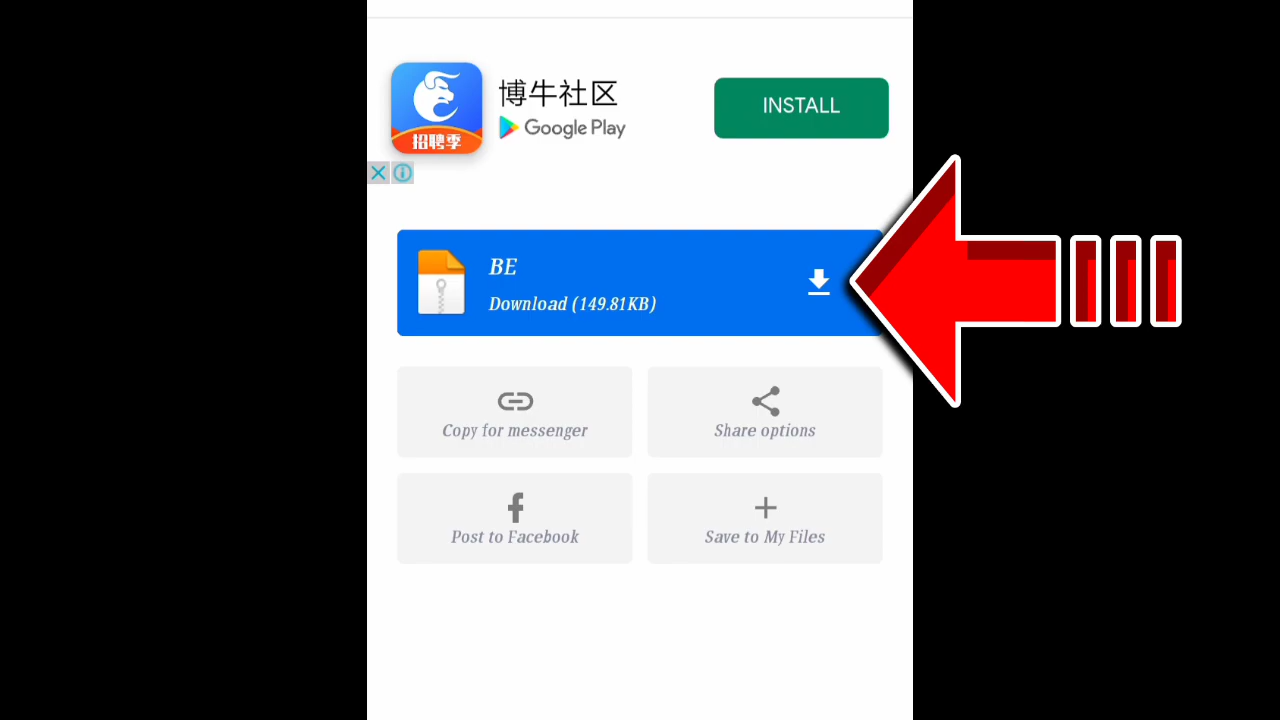 博牛社区
Google Play
招聘季
INSTALL
BE
Download (149.81KB)
Copy for messenger
Share options
Post to Facebook
Save to My Files